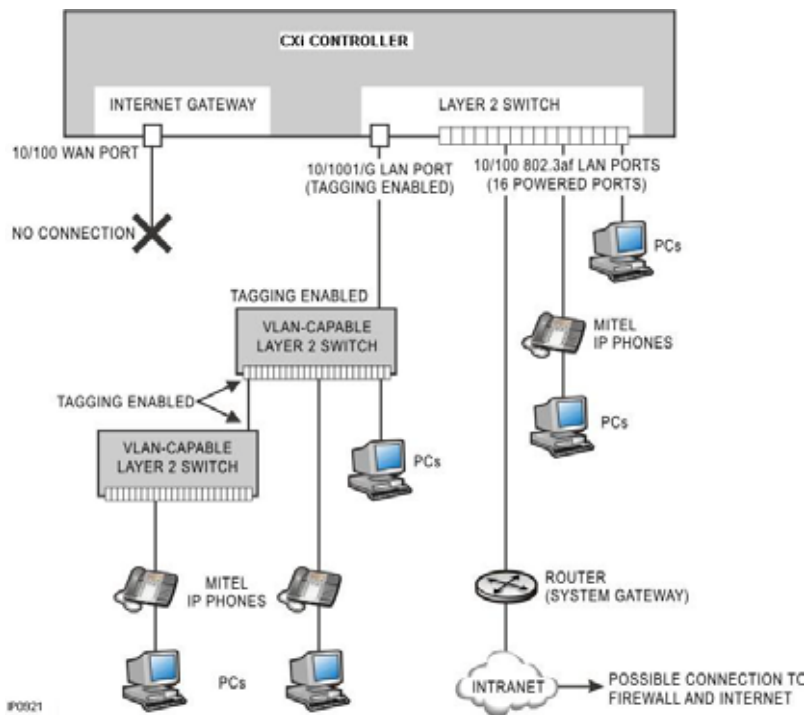 CXi CONTROLLER
INTERNET GATEWAY
LAYER 2 SWITCH
10/100 WAN PORT
10/1001/G LAN PORT
(TAGGING ENABLED)
10/100 802.3af LAN PORTS
(16 POWERED PORTS)
NO CONNECTION
PCs
TAGGING ENABLED
VLAN-CAPABLE
LAYER 2 SWITCH
MITEL
IP PHONES
TAGGING ENABLED
PCs
VLAN-CAPABLE
LAYER 2 SWITCH
PCs
MITEL
IP PHONES
ROUTER
(SYSTEM GATEWAY)
PCs
INTRANET
POSSIBLE CONNECTION TO
FIREWALL AND INTERNET
IP0921